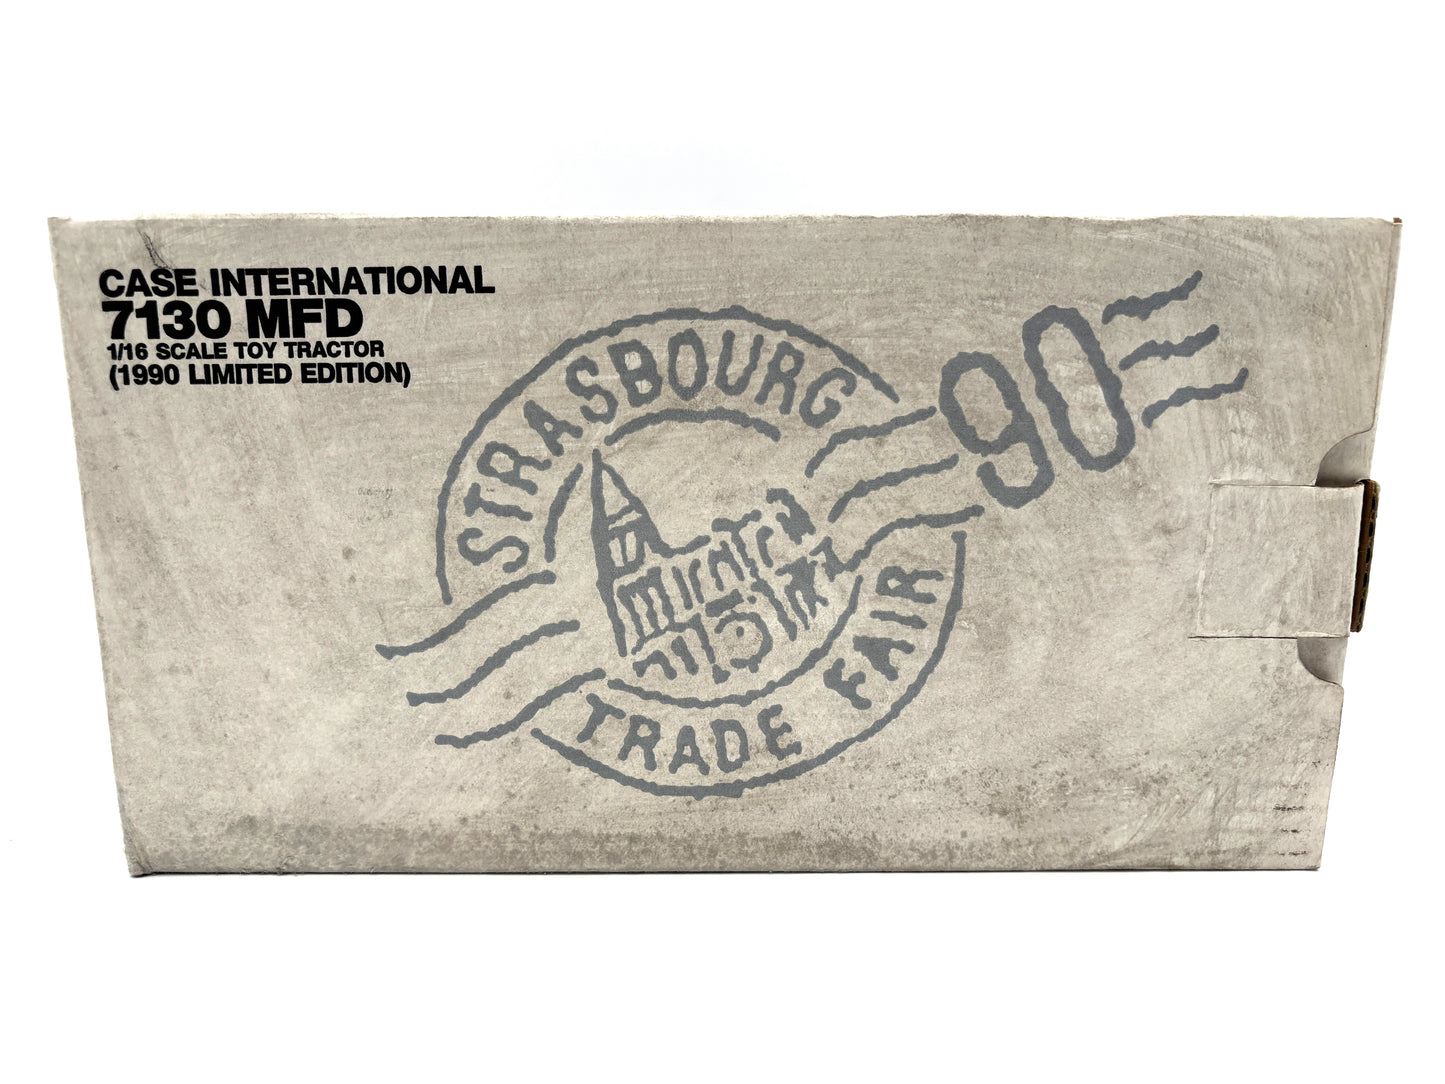 CASE INTERNATIONAL
7130 MFD
1/16 SCALE TOY TRACTOR
(1990 LIMITED EDITION)
STRASBOURG
90
TRADE FAIR